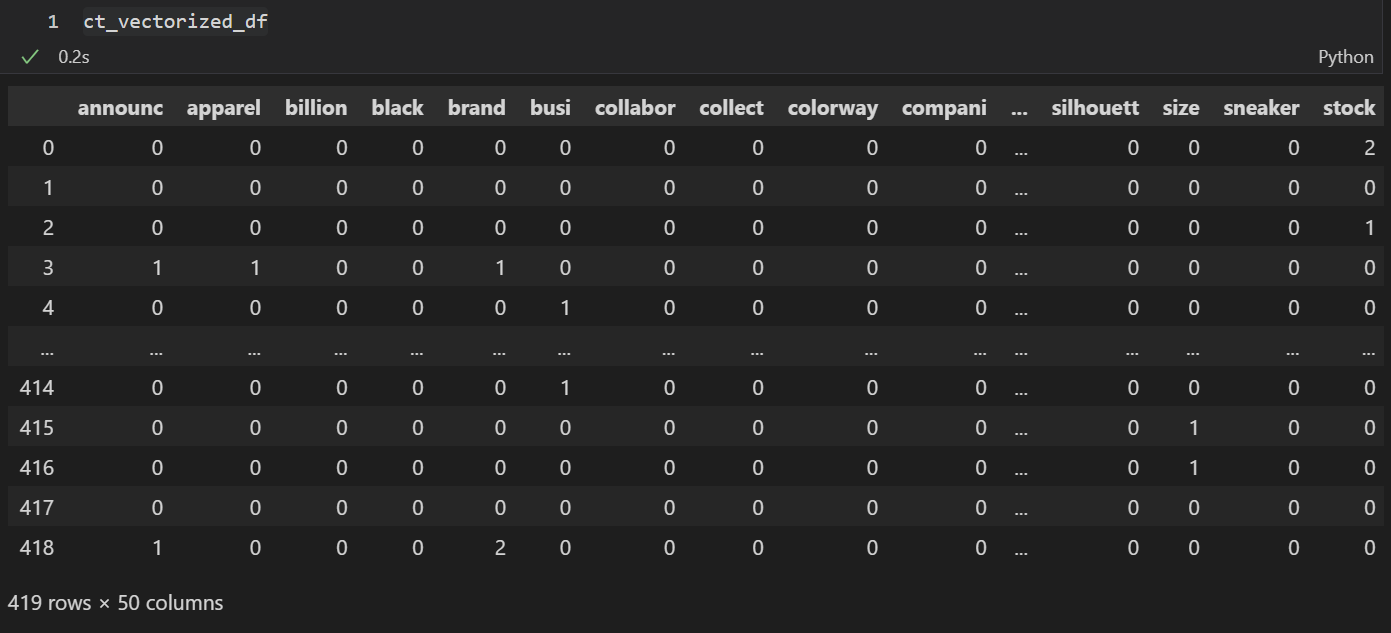 1 ct_vectorized_df
0.2s Python
announc apparel billion black brand busi collabor collect colorway compani ... silhouett size sneaker stock
0 0 0 0 0 0 0 0 0 0 0 ... 0 0 0 2
1 0 0 0 0 0 0 0 0 0 0 ... 0 0 0 0
2 0 0 0 0 0 0 0 0 0 0 ... 0 0 0 1
3 1 1 0 0 1 0 0 0 0 0 ... 0 0 0 0
4 0 0 0 0 0 1 0 0 0 0 ... 0 0 0 0
... ... ... ... ... ... ... ... ... ... ... ... ... ... ... ...
414 0 0 0 0 0 1 0 0 0 0 ... 0 0 0 0
415 0 0 0 0 0 0 0 0 0 0 ... 0 1 0 0
416 0 0 0 0 0 0 0 0 0 0 ... 0 1 0 0
417 0 0 0 0 0 0 0 0 0 0 ... 0 0 0 0
418 1 0 0 0 2 0 0 0 0 0 ... 0 0 0 0
419 rows × 50 columns